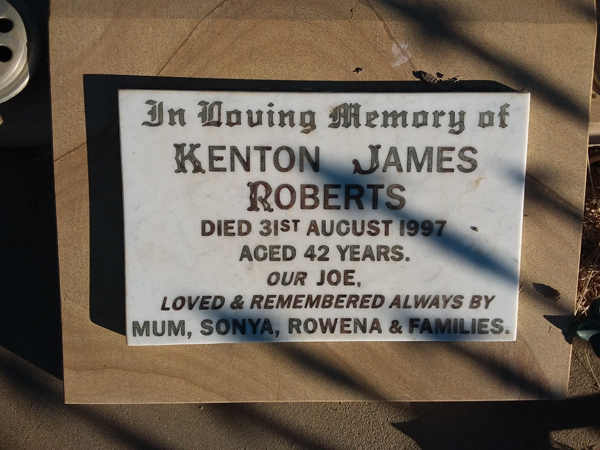 In Loving Memory of
KENTON JAMES
ROBERTS
DIED 31ST AUGUST 1997
AGED 42 YEARS.
OUR JOE,
LOVED & REMEMBERED ALWAYS BY
MUM, SONYA, ROWENA & FAMILIES.